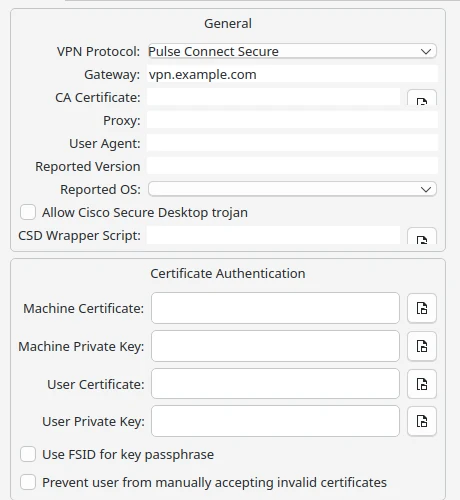 General
VPN Protocol: Pulse Connect Secure
Gateway: vpn.example.com
CA Certificate:
Proxy:
User Agent:
Reported Version
Reported OS:
Allow Cisco Secure Desktop trojan
CSD Wrapper Script:
Certificate Authentication
Machine Certificate:
Machine Private Key:
User Certificate:
User Private Key:
Use FSID for key passphrase
Prevent user from manually accepting invalid certificates